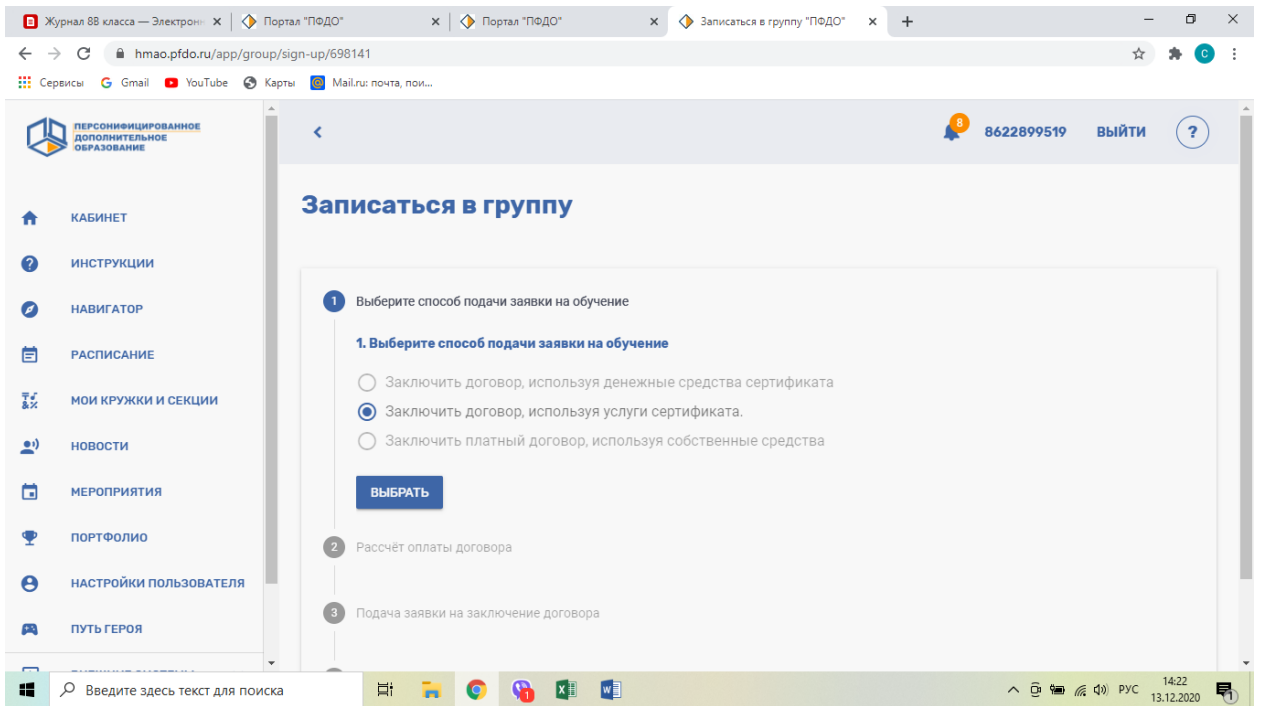 Журнал 8В класса — Электрон
Портал "ПФДО"
Портал "ПФДО"
Записаться в группу "ПФДО"
hmao.pfdo.ru/app/group/sign-up/698141
C
Сервисы
Gmail
YouTube
Карты
Mail.ru: почта, пои...
ПЕРСОНИФИЦИРОВАННОЕ
ДОПОЛНИТЕЛЬНОЕ
ОБРАЗОВАНИЕ
8
8622899519
ВЫЙТИ
?
КАБИНЕТ
ИНСТРУКЦИИ
НАВИГАТОР
РАСПИСАНИЕ
МОИ КРУЖКИ И СЕКЦИИ
НОВОСТИ
МЕРОПРИЯТИЯ
ПОРТФОЛИО
НАСТРОЙКИ ПОЛЬЗОВАТЕЛЯ
ПУТЬ ГЕРОЯ
Записаться в группу
1 Выберите способ подачи заявки на обучение
1. Выберите способ подачи заявки на обучение
Заключить договор, используя денежные средства сертификата
Заключить договор, используя услуги сертификата.
Заключить платный договор, используя собственные средства
ВЫБРАТЬ
2 Рассчёт оплаты договора
3 Подача заявки на заключение договора
Введите здесь текст для поиска
РУС
14:22
13.12.2020
1